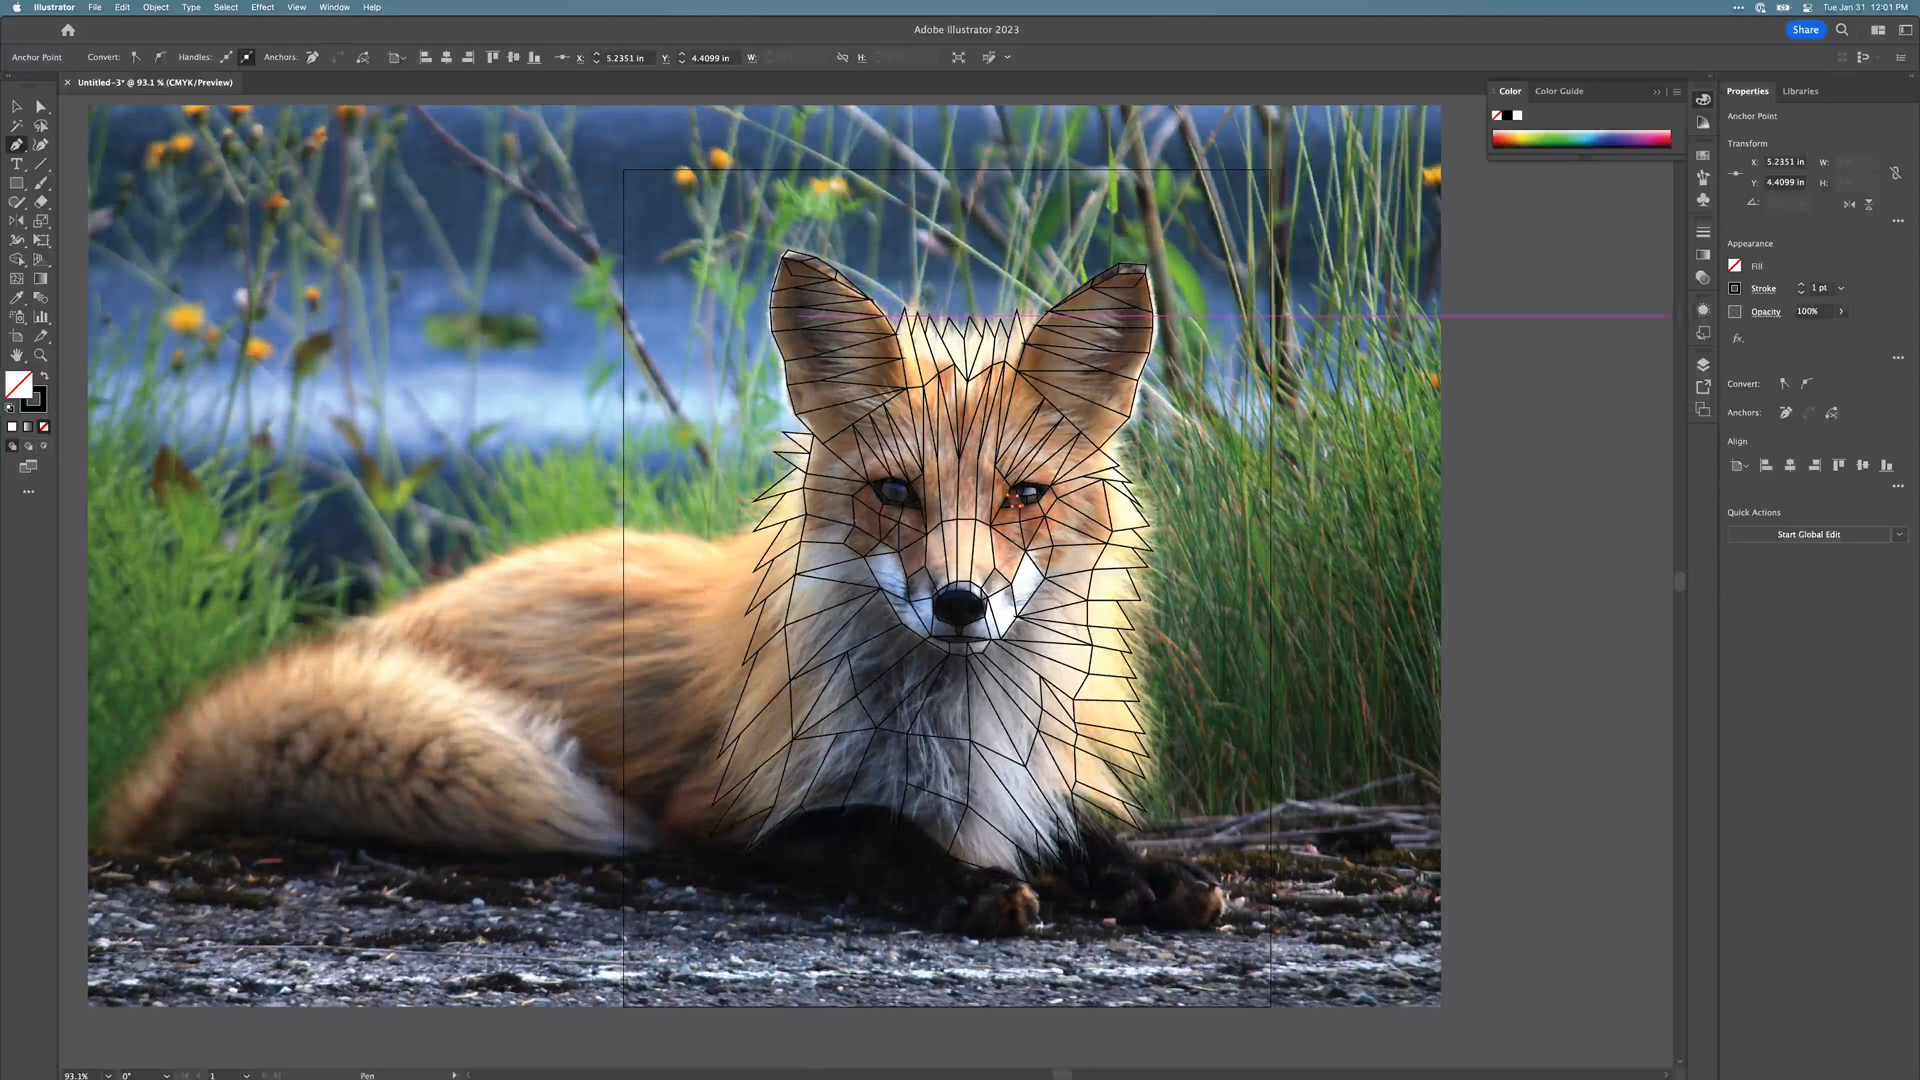 Illustrator File Edit Object Type Select Effect View Window Help
Tue Jan 31 12:01 PM
Adobe Illustrator 2023
Share
Anchor Point Convert: Handles: Anchors: X: 5.2351 in Y: 4.4099 in W: H:
Untitled-3* @ 93.1 % (CMYK/Preview)
Color Color Guide
Properties Libraries
Anchor Point
Transform
X: 5.2351 in W:
Y: 4.4099 in H:
Appearance
Fill
Stroke 1 pt
Opacity 100%
fx.
Convert:
Anchors:
Align
Quick Actions
Start Global Edit
93.1% 0° 1 Pen